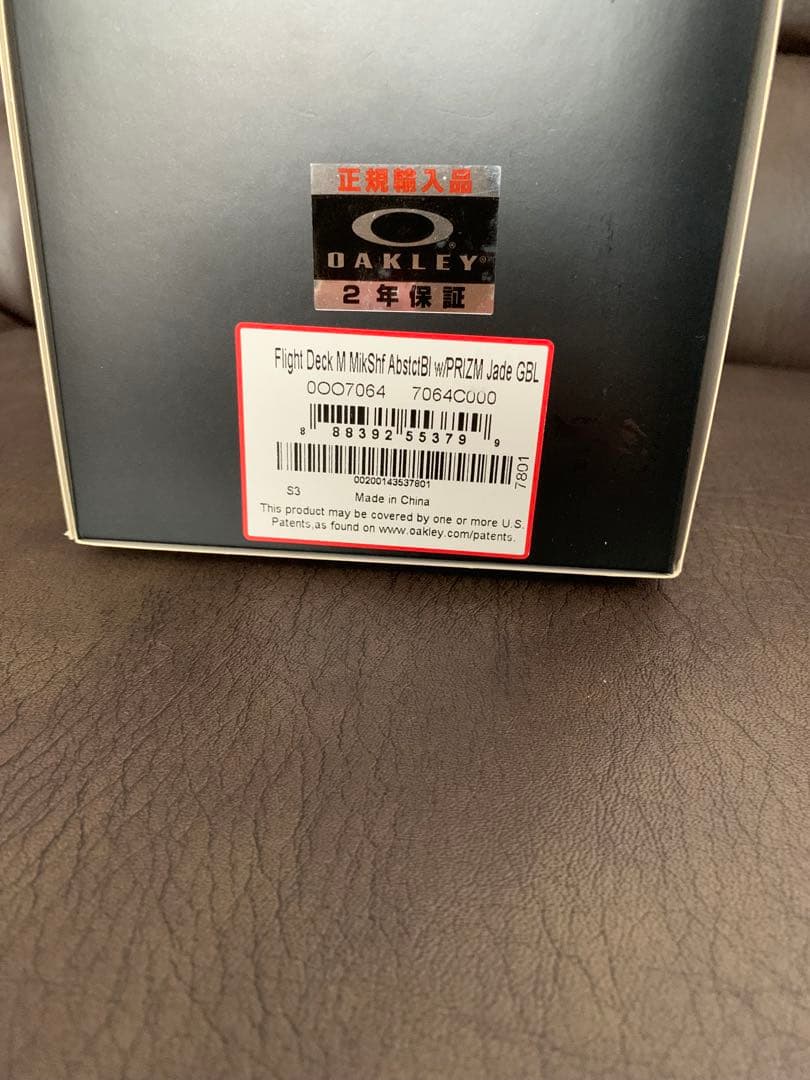 正規輸入品
OAKLEY®
2年保証
Flight Deck M MikShf AbstctBl w/PRIZM Jade GBL
0OO7064 7064C000
8 88392 55379 9
00200143537801
7801
S3 Made in China
This product may be covered by one or more U.S.
Patents,as found on www.oakley.com/patents.